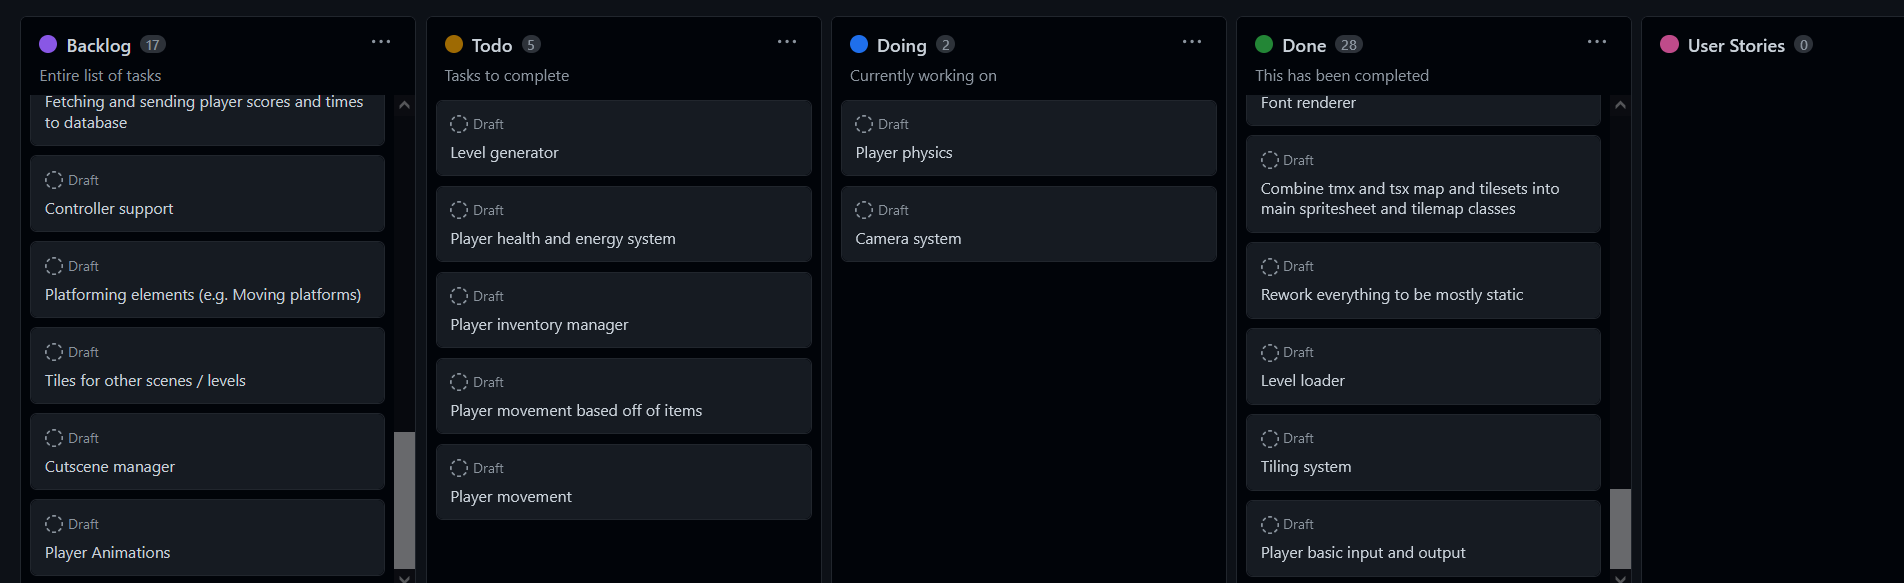 Backlog 17
Entire list of tasks
Fetching and sending player scores and times
to database
Draft
Controller support
Draft
Platforming elements (e.g. Moving platforms)
Draft
Tiles for other scenes / levels
Draft
Cutscene manager
Draft
Player Animations
Todo 5
Tasks to complete
Draft
Level generator
Draft
Player health and energy system
Draft
Player inventory manager
Draft
Player movement based off of items
Draft
Player movement
Doing 2
Currently working on
Draft
Player physics
Draft
Camera system
Done 28
This has been completed
Font renderer
Draft
Combine tmx and tsx map and tilesets into
main spritesheet and tilemap classes
Draft
Rework everything to be mostly static
Draft
Level loader
Draft
Tiling system
Draft
Player basic input and output
User Stories 0